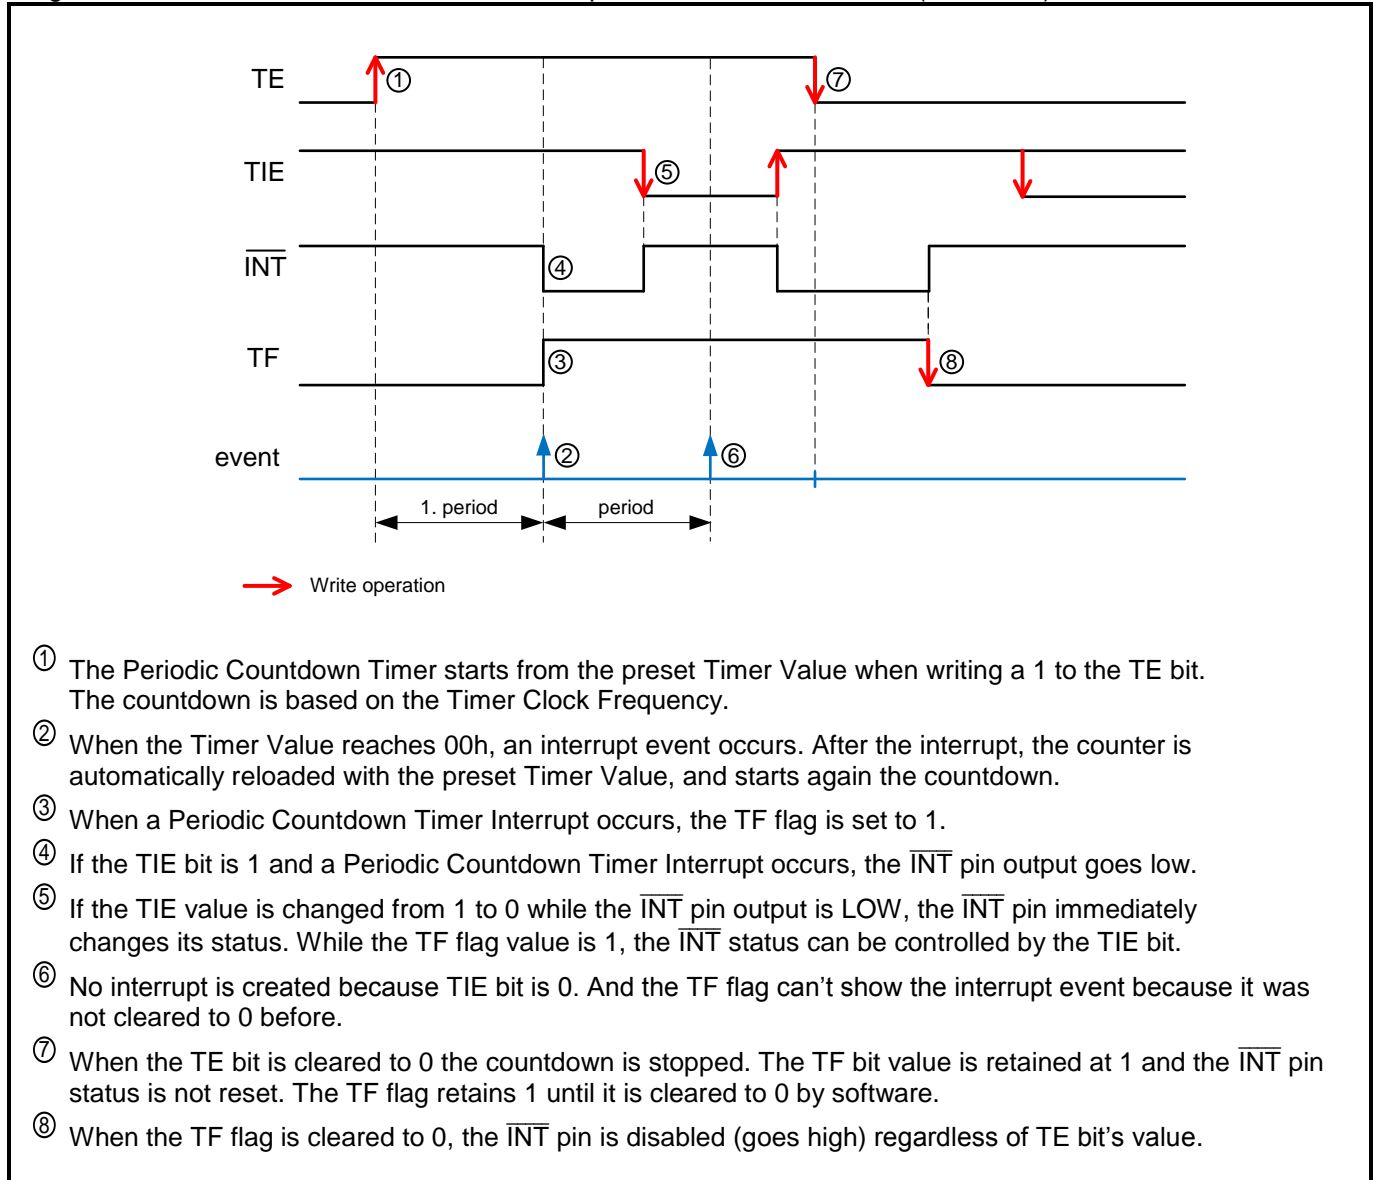 TE
①
⑦
TIE
⑤
INT
④
TF
③
⑧
event
②
⑥
1. period
period
Write operation
① The Periodic Countdown Timer starts from the preset Timer Value when writing a 1 to the TE bit.
The countdown is based on the Timer Clock Frequency.
② When the Timer Value reaches 00h, an interrupt event occurs. After the interrupt, the counter is
automatically reloaded with the preset Timer Value, and starts again the countdown.
③ When a Periodic Countdown Timer Interrupt occurs, the TF flag is set to 1.
④ If the TIE bit is 1 and a Periodic Countdown Timer Interrupt occurs, the INT pin output goes low.
⑤ If the TIE value is changed from 1 to 0 while the INT pin output is LOW, the INT pin immediately
changes its status. While the TF flag value is 1, the INT status can be controlled by the TIE bit.
⑥ No interrupt is created because TIE bit is 0. And the TF flag can’t show the interrupt event because it was
not cleared to 0 before.
⑦ When the TE bit is cleared to 0 the countdown is stopped. The TF bit value is retained at 1 and the INT pin
status is not reset. The TF flag retains 1 until it is cleared to 0 by software.
⑧ When the TF flag is cleared to 0, the INT pin is disabled (goes high) regardless of TE bit’s value.